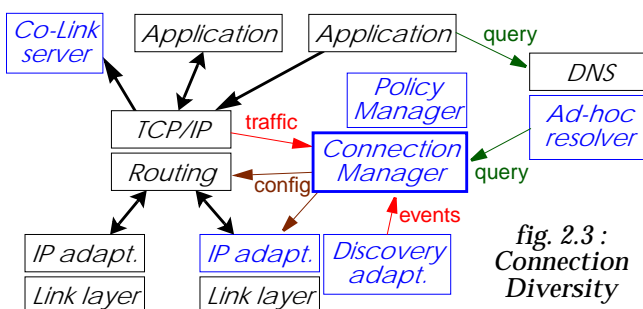 Co-Link
server
Application
Application
query
DNS
Policy
Manager
Ad-hoc
resolver
TCP/IP
traffic
Connection
Manager
Routing
config
query
events
IP adapt.
IP adapt.
Discovery
adapt.
Link layer
Link layer
fig. 2.3 :
Connection
Diversity